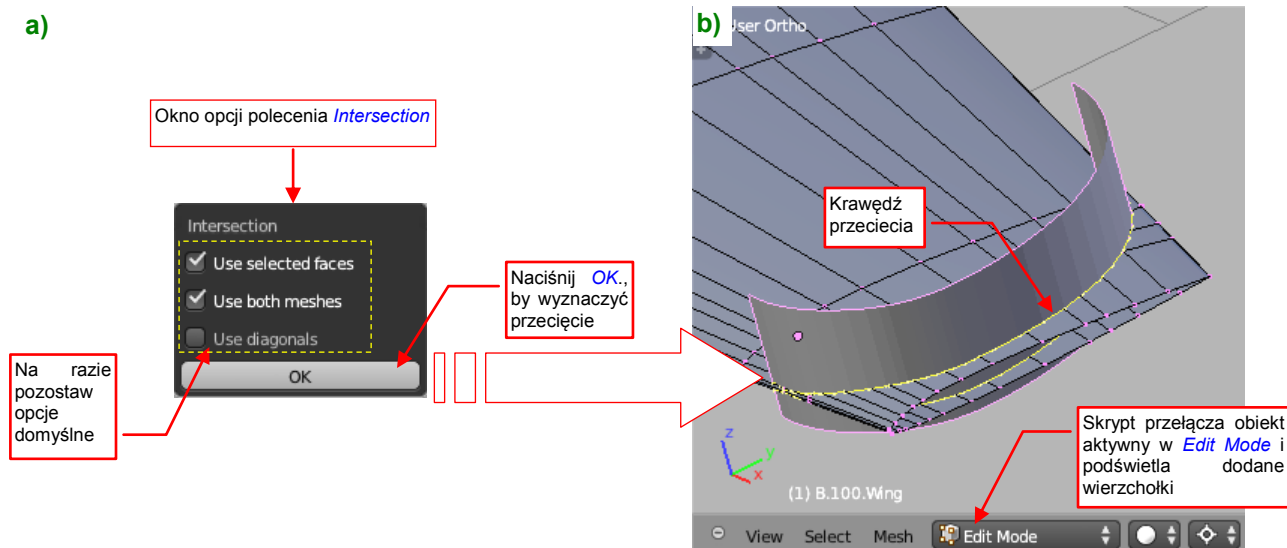 a)
Okno opcji polecenia Intersection
Intersection
Use selected faces
Use both meshes
Use diagonals
OK
Na razie
pozostaw
opcje
domyślne
Naciśnij OK.,
by wyznaczyć
przecięcie
b)
User Ortho
Krawędź
przeciecia
Skrypt przełącza obiekt
aktywny w Edit Mode i
podświetla dodane
wierzchołki
z
y
x
(1) B.100.Wing
View Select Mesh Edit Mode